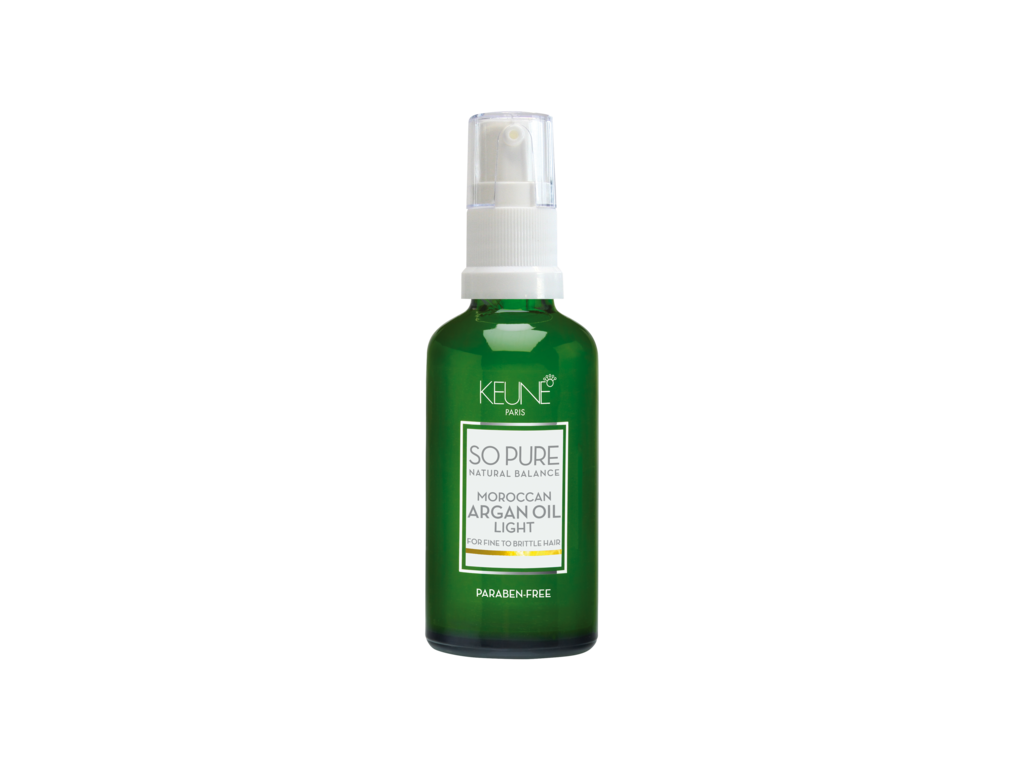 KEUNE
PARIS
SO PURE
NATURAL BALANCE
MOROCCAN
ARGAN OIL
LIGHT
FOR FINE TO BRITTLE HAIR
PARABEN-FREE